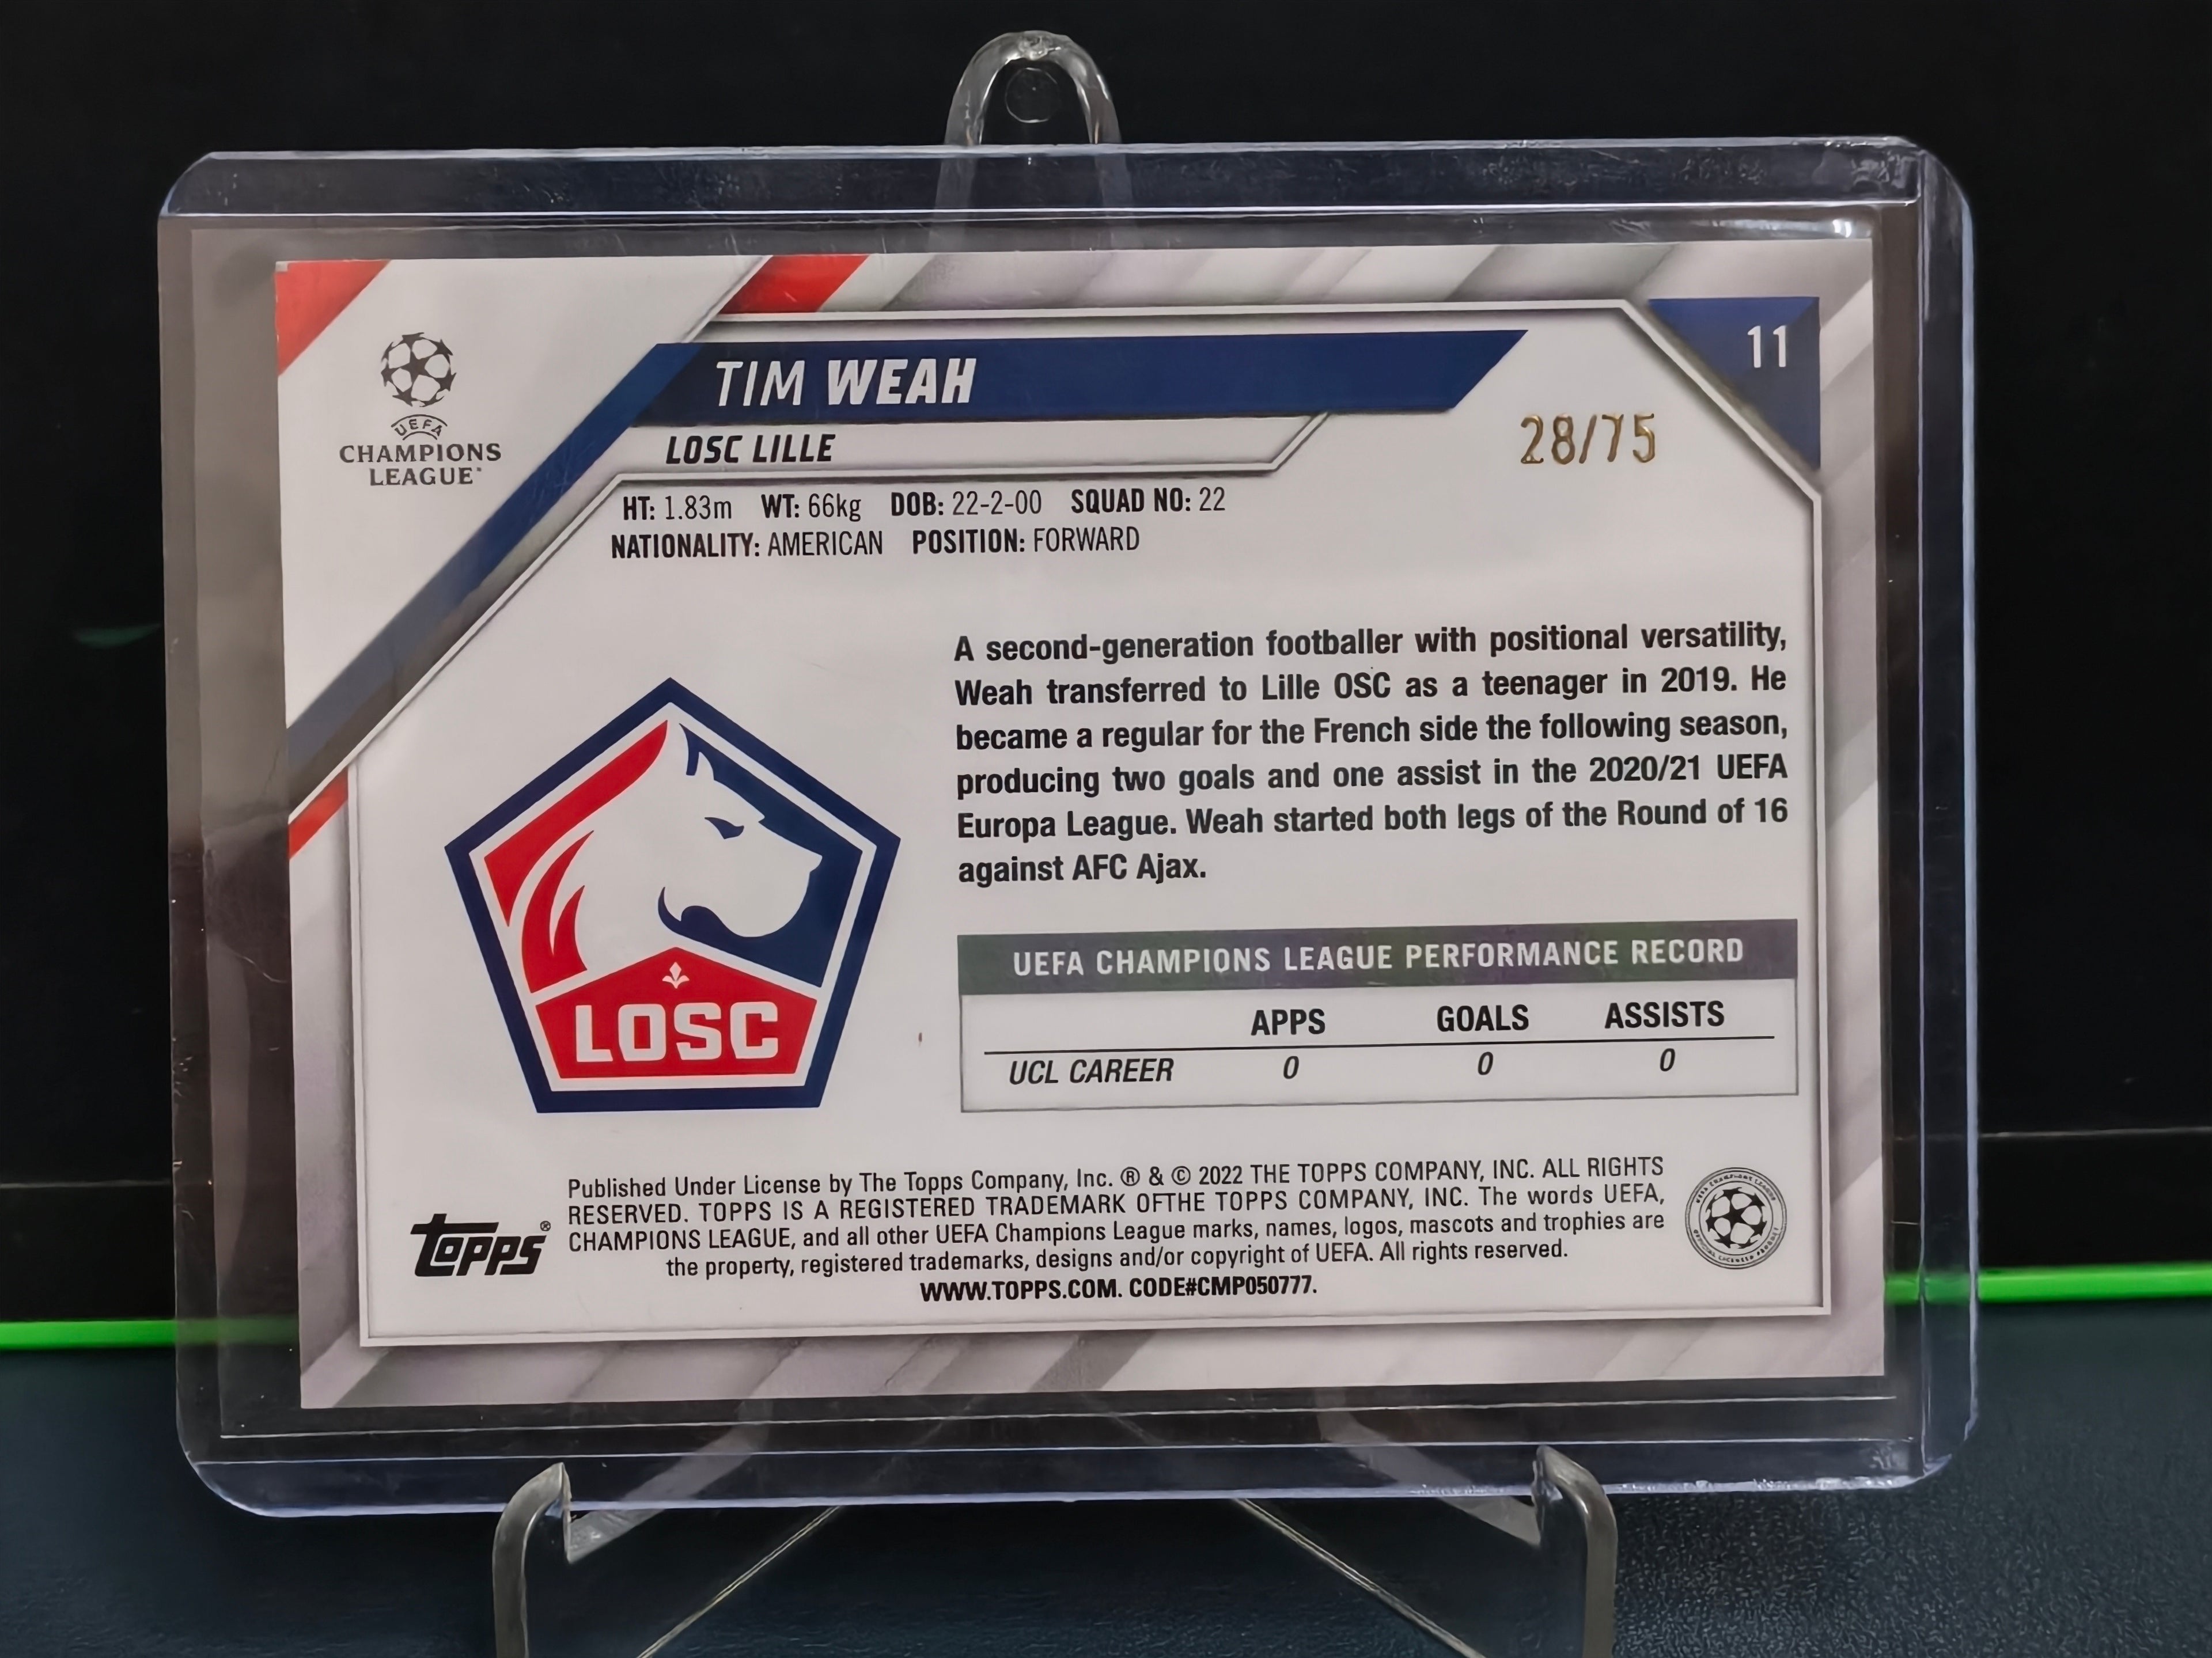 UEFA
CHAMPIONS
LEAGUE
TIM WEAH
11
28/75
LOSC LILLE
HT: 1.83m WT: 66kg DOB: 22-2-00 SQUAD NO: 22
NATIONALITY: AMERICAN POSITION: FORWARD
A second-generation footballer with positional versatility,
Weah transferred to Lille OSC as a teenager in 2019. He
became a regular for the French side the following season,
producing two goals and one assist in the 2020/21 UEFA
Europa League. Weah started both legs of the Round of 16
against AFC Ajax.
LOSC
UEFA CHAMPIONS LEAGUE PERFORMANCE RECORD
APPS GOALS ASSISTS
UCL CAREER 0 0 0
Published Under License by The Topps Company, Inc. ® & © 2022 THE TOPPS COMPANY, INC. ALL RIGHTS
RESERVED. TOPPS IS A REGISTERED TRADEMARK OFTHE TOPPS COMPANY, INC. The words UEFA,
CHAMPIONS LEAGUE, and all other UEFA Champions League marks, names, logos, mascots and trophies are
the property, registered trademarks, designs and/or copyright of UEFA. All rights reserved.
WWW.TOPPS.COM. CODE#CMP050777.
topps®